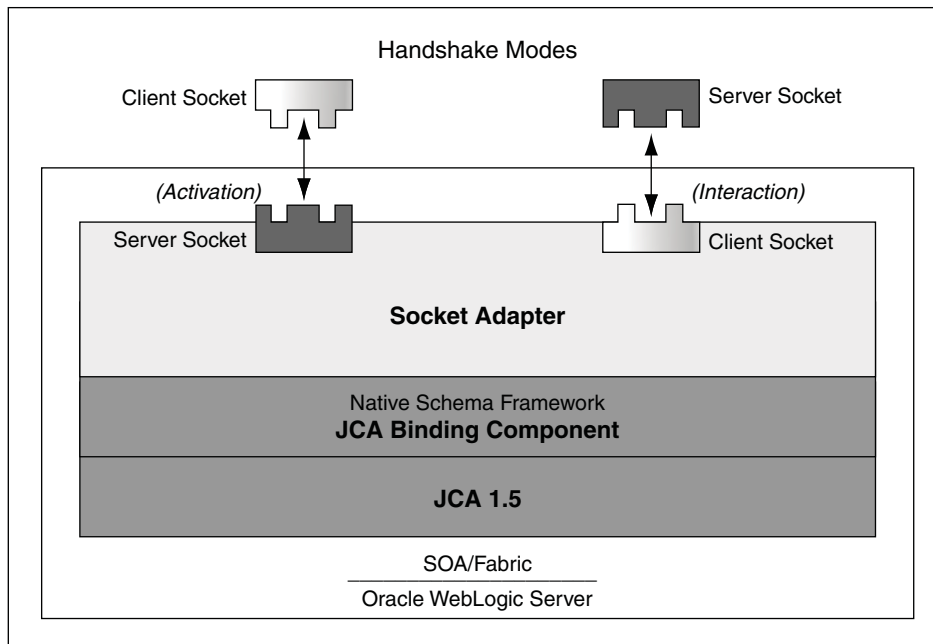 Handshake Modes
Client Socket
Server Socket
(Activation)
(Interaction)
Server Socket
Client Socket
Socket Adapter
Native Schema Framework
JCA Binding Component
JCA 1.5
SOA/Fabric
Oracle WebLogic Server